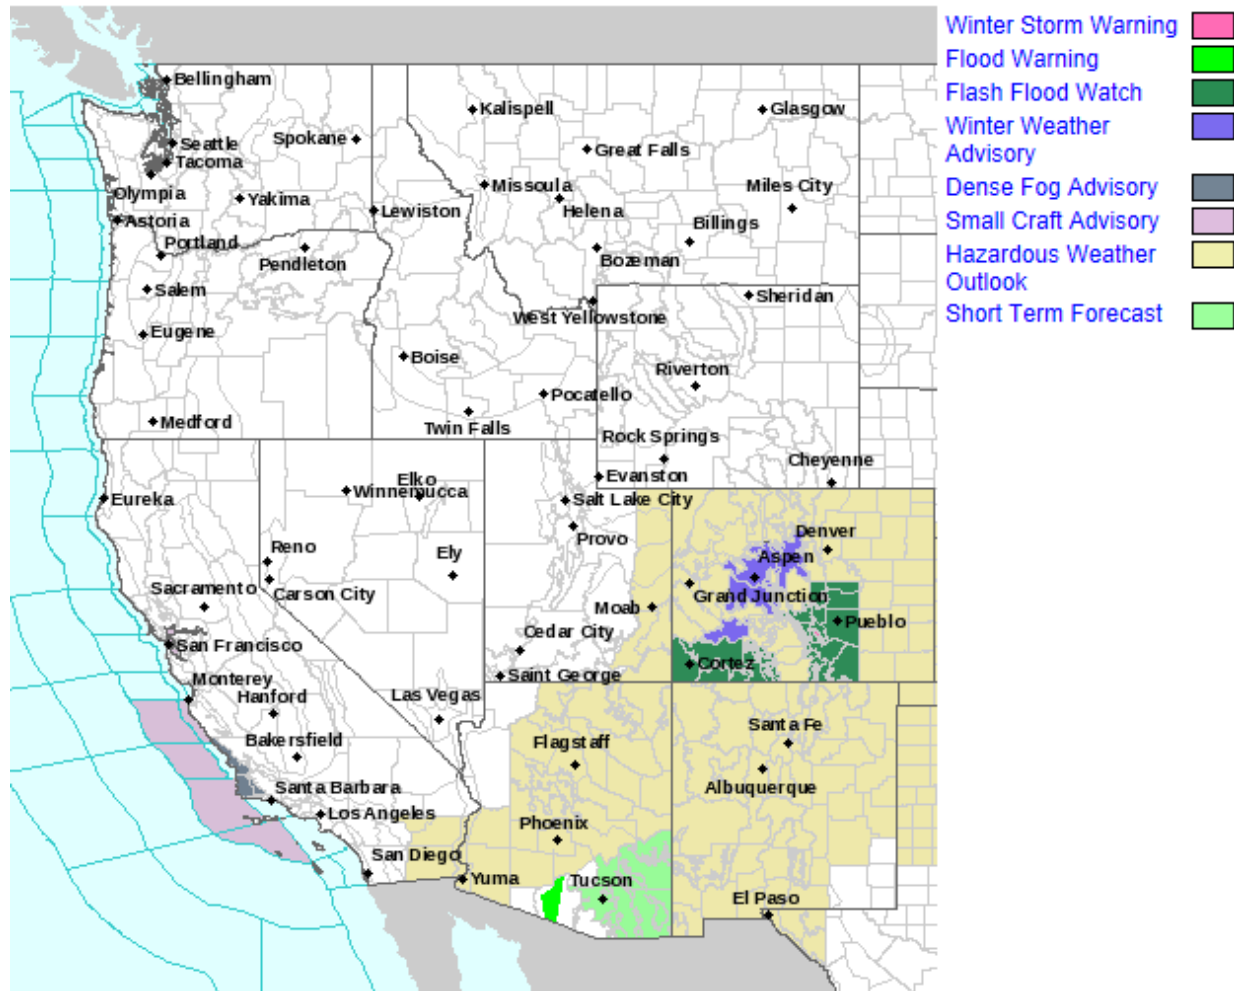 Winter Storm Warning
Flood Warning
Flash Flood Watch
Winter Weather
Advisory
Dense Fog Advisory
Small Craft Advisory
Hazardous Weather
Outlook
Short Term Forecast
Bellingham
Kalispell
Glasgow
Seattle
Spokane
Great Falls
Tacoma
Olympia
Yakima
Missoula
Miles City
Lewiston
Helena
Astoria
Billings
Portland
Pendleton
Bozeman
Salem
Sheridan
West Yellowstone
Eugene
Boise
Riverton
Pocatello
Medford
Twin Falls
Rock Springs
Cheyenne
Evanston
Elko
Winnemucca
Eureka
Salt Lake City
Provo
Denver
Reno
Ely
Aspen
Sacramento
Carson City
Grand Junction
Moab
Pueblo
Cedar City
San Francisco
Cortez
Saint George
Monterey
Hanford
Las Vegas
Santa Fe
Bakersfield
Flagstaff
Albuquerque
Santa Barbara
Los Angeles
Phoenix
San Diego
Yuma
Tucson
El Paso